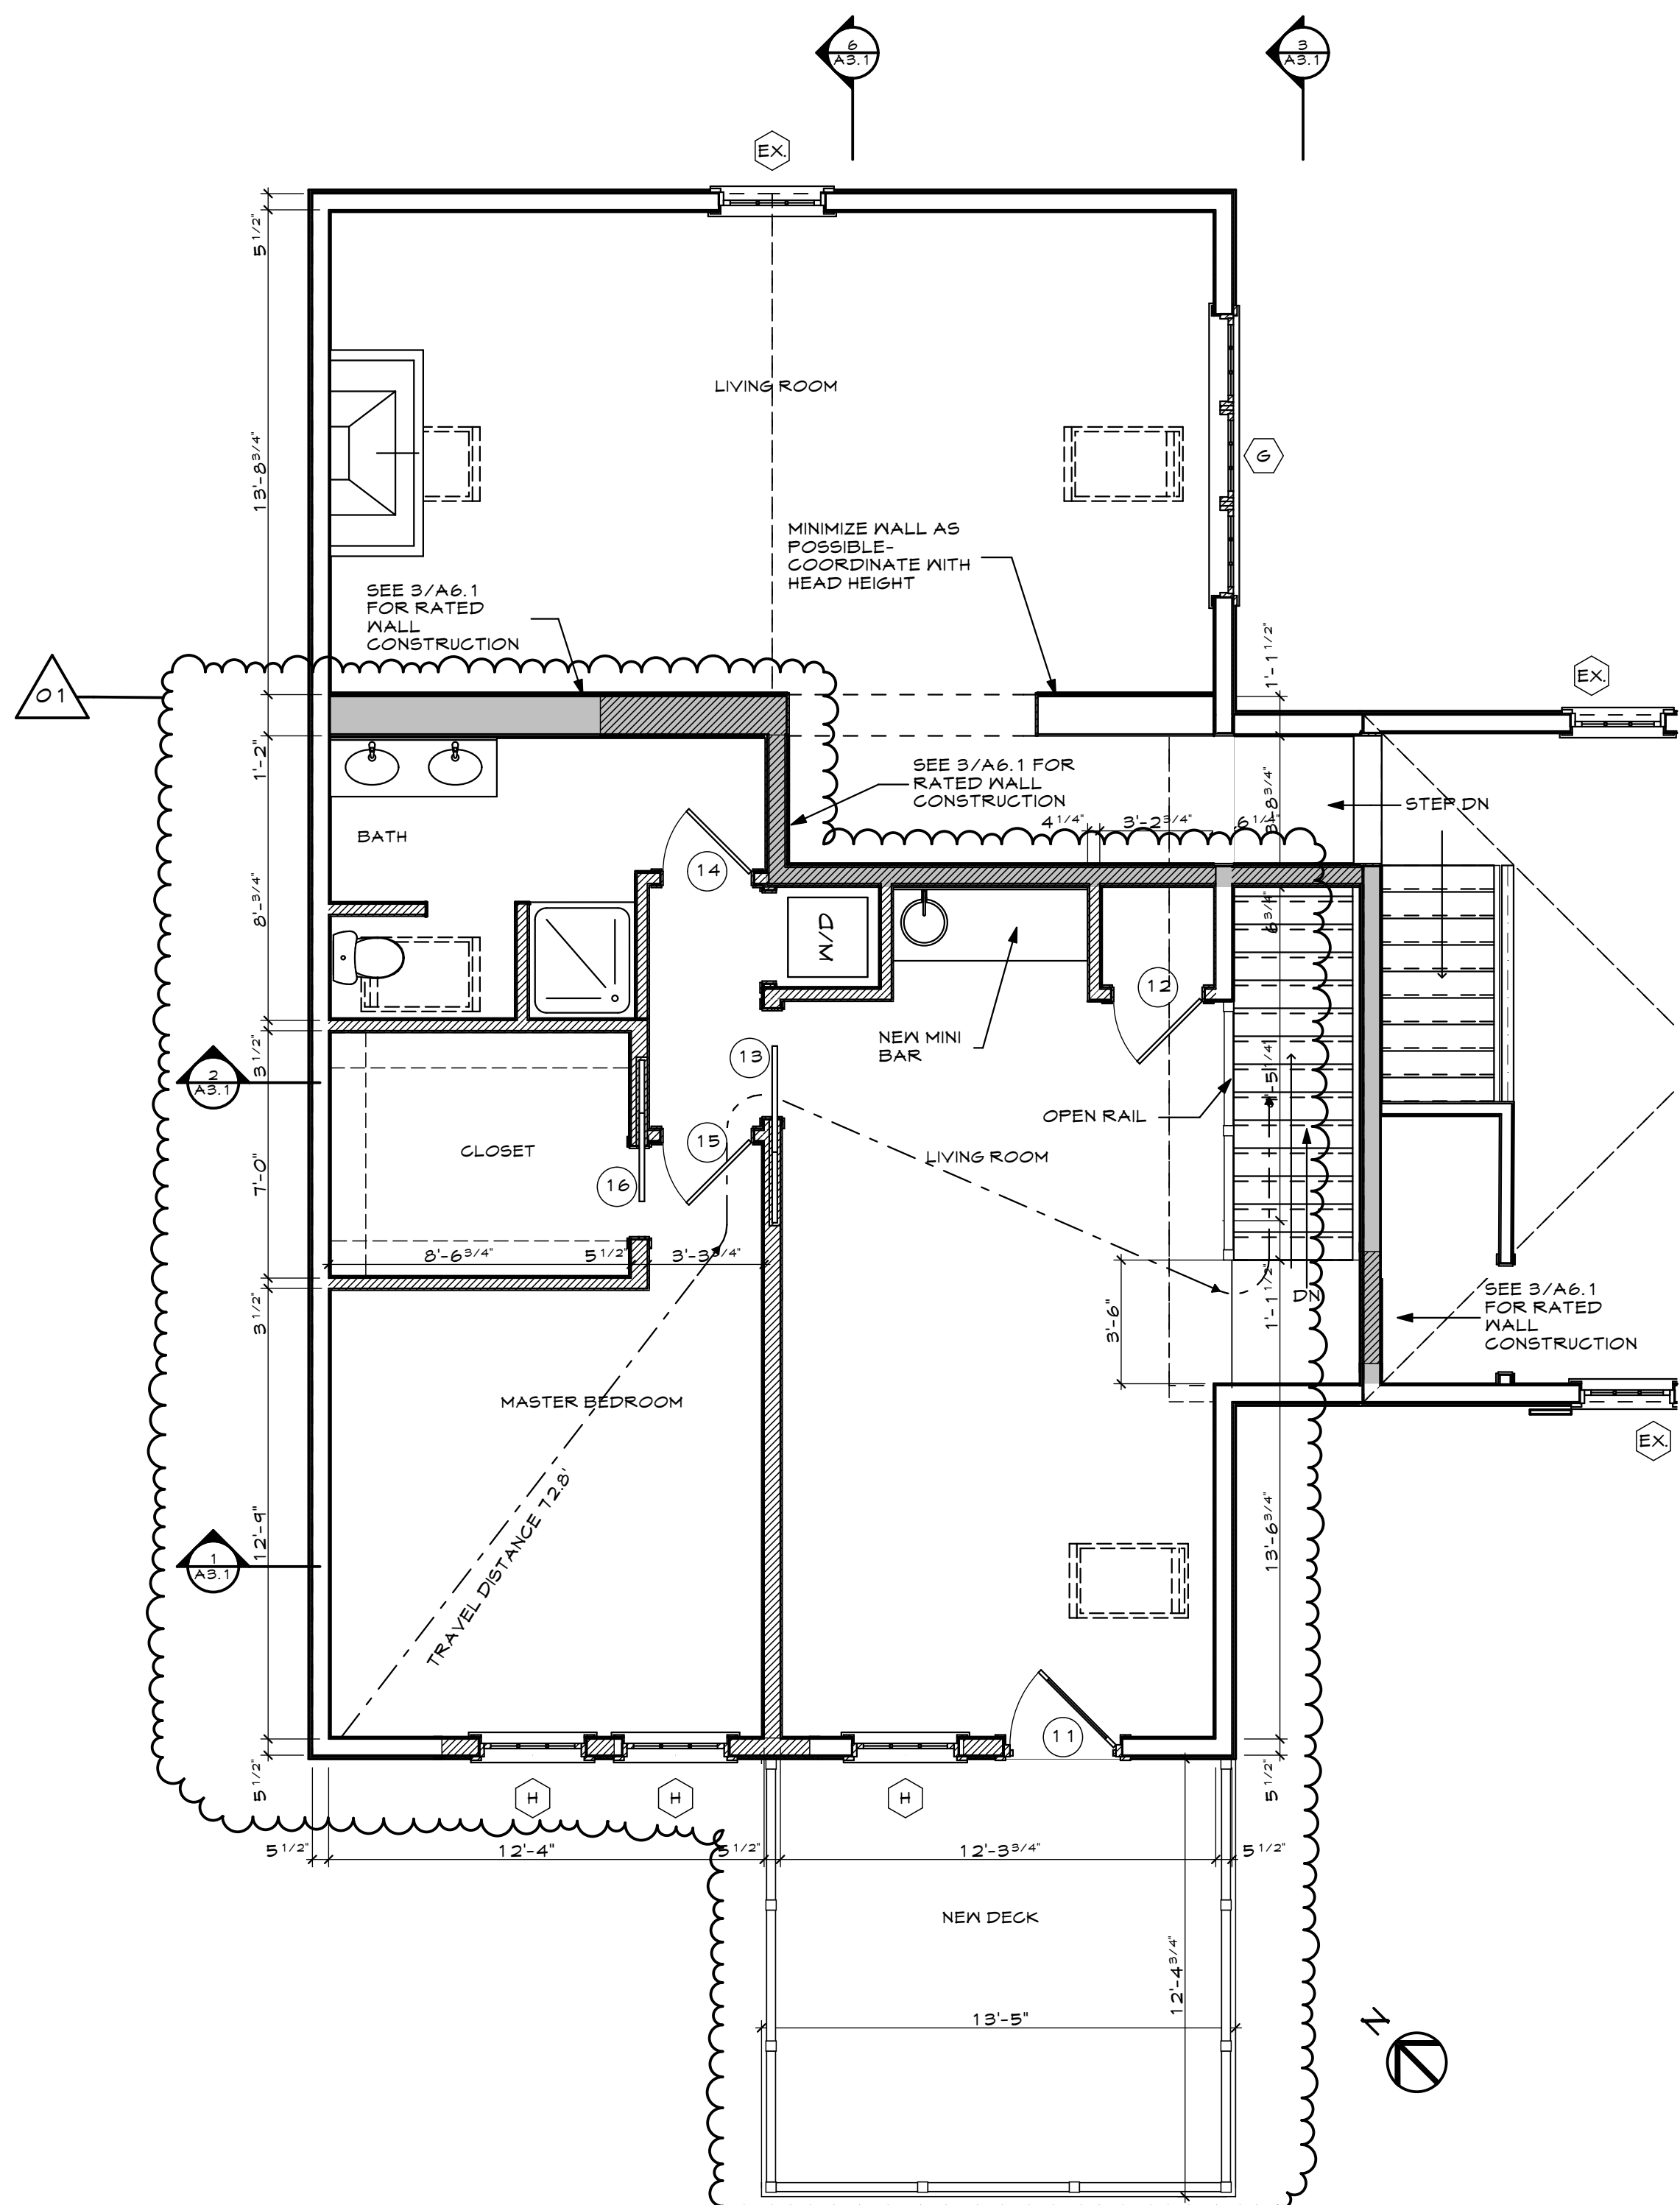 6
A3.1
3
A3.1
EX.
5 1/2"
13'-8 3/4"
LIVING ROOM
G
MINIMIZE WALL AS
POSSIBLE-
COORDINATE WITH
HEAD HEIGHT
SEE 3/A6.1
FOR RATED
WALL
CONSTRUCTION
01
1'-1 1/2"
EX.
1'-2"
SEE 3/A6.1 FOR
RATED WALL
CONSTRUCTION
STEP DN
4 1/4"
3'-2 3/4"
6 1/4"
3'-8 3/4"
BATH
14
8'-3/4"
W/D
6 3/4"
12
NEW MINI
BAR
13
3 1/2"
2
A3.1
OPEN RAIL
15
CLOSET
LIVING ROOM
16
7'-0"
8'-6 3/4"
5 1/2"
3'-3 3/4"
1'-1 1/2"
DN
3 1/2"
3'-6"
SEE 3/A6.1
FOR RATED
WALL
CONSTRUCTION
MASTER BEDROOM
EX.
TRAVEL DISTANCE 72.8'
12'-9"
13'-6 3/4"
1
A3.1
11
5 1/2"
5 1/2"
H
H
H
5 1/2"
12'-4"
5 1/2"
12'-3 3/4"
5 1/2"
NEW DECK
12'-4 3/4"
13'-5"
N